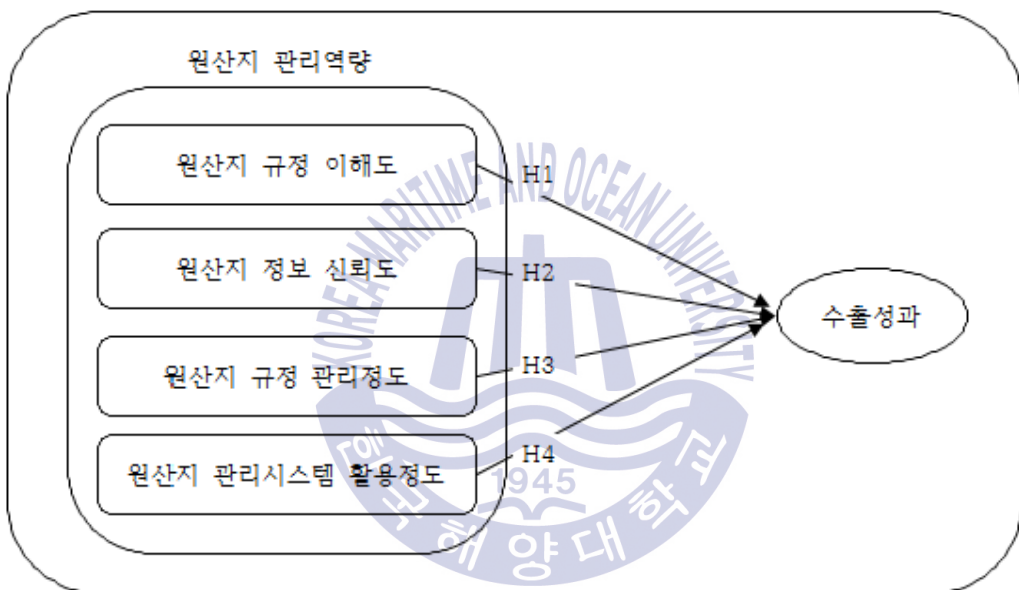 원산지 관리역량
원산지 규정 이해도
원산지 정보 신뢰도
원산지 규정 관리정도
원산지 관리시스템 활용정도
H1
H2
H3
H4
수출성과
KOREA MARITIME AND OCEAN UNIVERSITY
1945
한국해양대학교